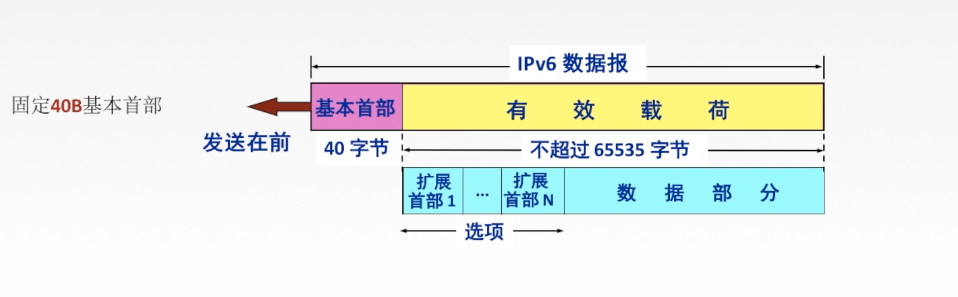 IPv6 数据报
固定40B基本首部
基本首部
有效载荷
发送在前
40 字节
不超过 65535 字节
扩展
首部 1
...
扩展
首部 N
数据部分
选项